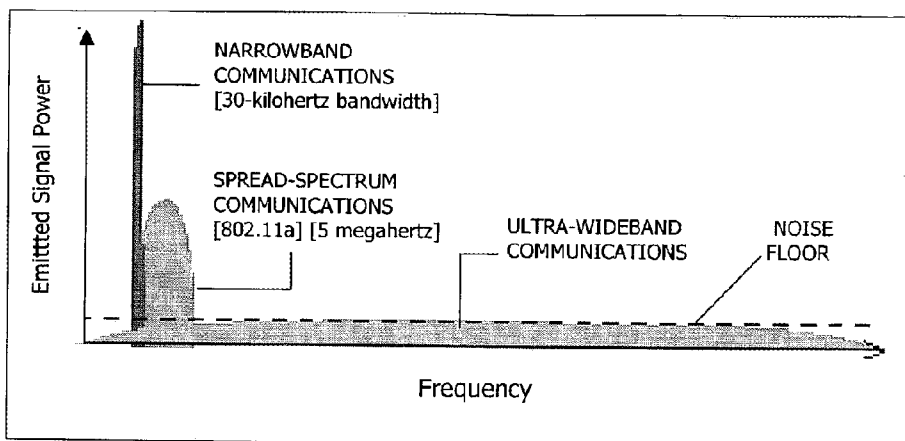 NARROWBAND
COMMUNICATIONS
[30-kilohertz bandwidth]
Emittted Signal Power
SPREAD-SPECTRUM
COMMUNICATIONS
[802.11a] [5 megahertz]
ULTRA-WIDEBAND
COMMUNICATIONS
NOISE
FLOOR
Frequency